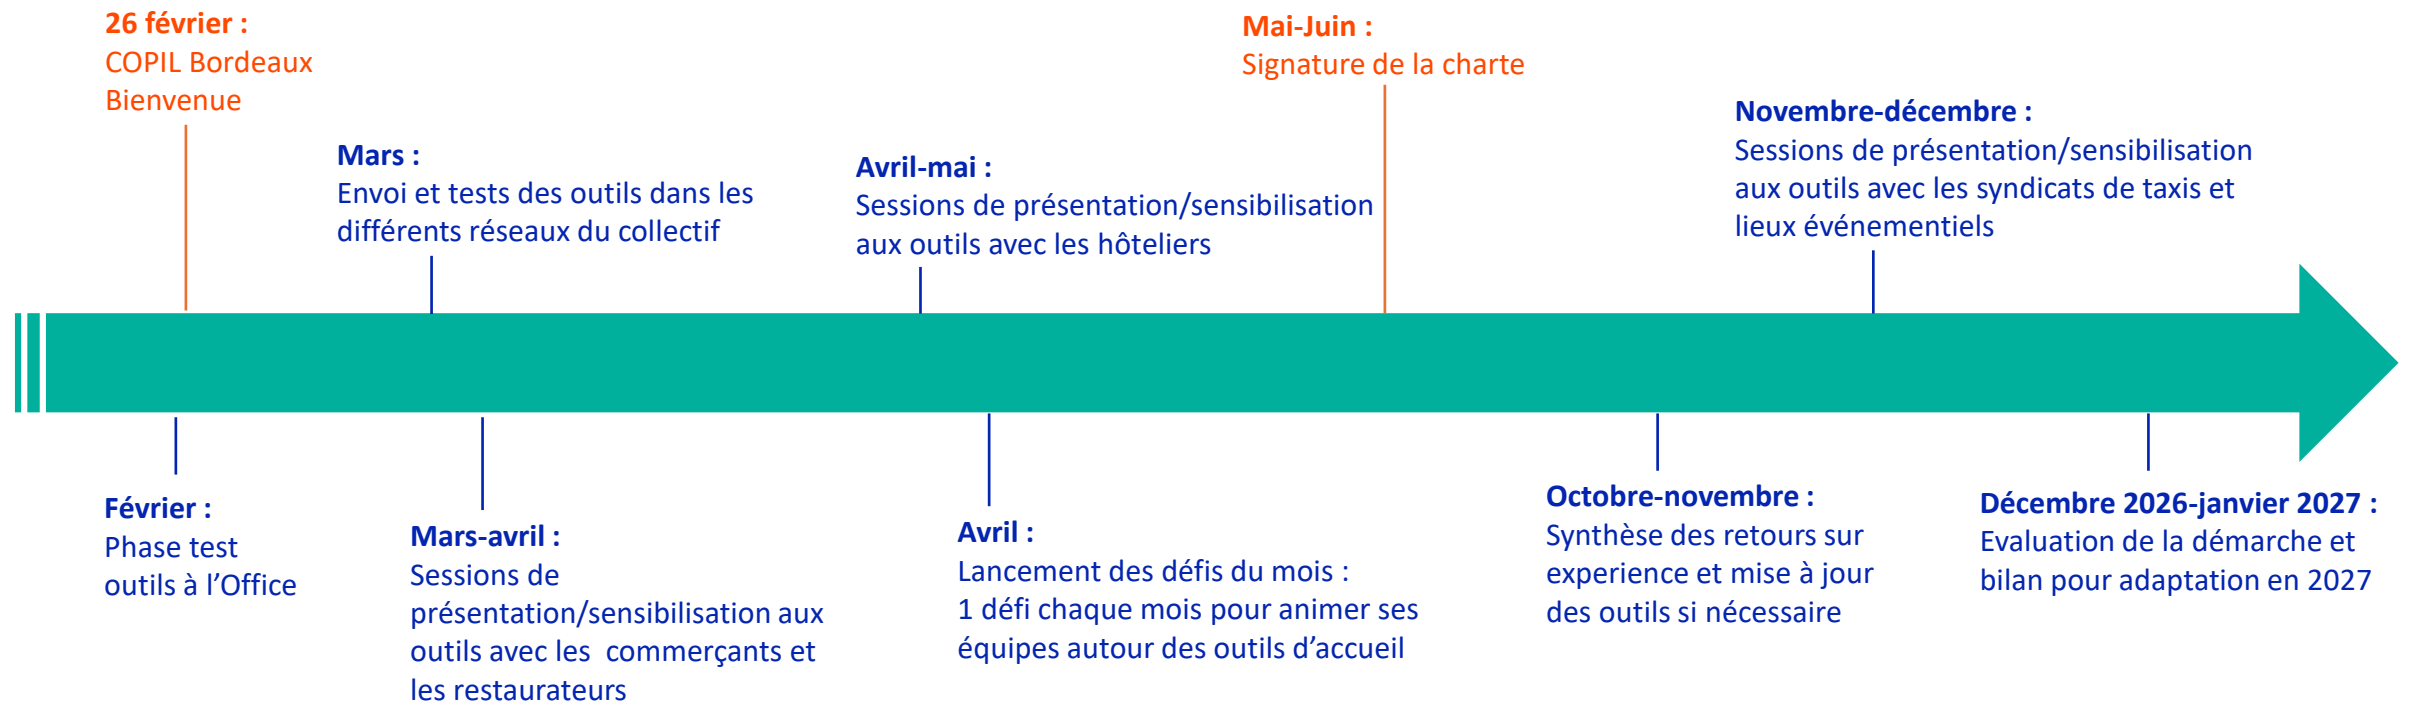 26 février :
COPIL Bordeaux
Bienvenue
Mars :
Envoi et tests des outils dans les
différents réseaux du collectif
Avril-mai :
Sessions de présentation/sensibilisation
aux outils avec les hôteliers
Mai-Juin :
Signature de la charte
Novembre-décembre :
Sessions de présentation/sensibilisation
aux outils avec les syndicats de taxis et
lieux événementiels
Février :
Phase test
outils à l’Office
Mars-avril :
Sessions de
présentation/sensibilisation aux
outils avec les  commerçants et
les restaurateurs
Avril :
Lancement des défis du mois :
1 défi chaque mois pour animer ses
équipes autour des outils d’accueil
Octobre-novembre :
Synthèse des retours sur
experience et mise à jour
des outils si nécessaire
Décembre 2026-janvier 2027 :
Evaluation de la démarche et
bilan pour adaptation en 2027